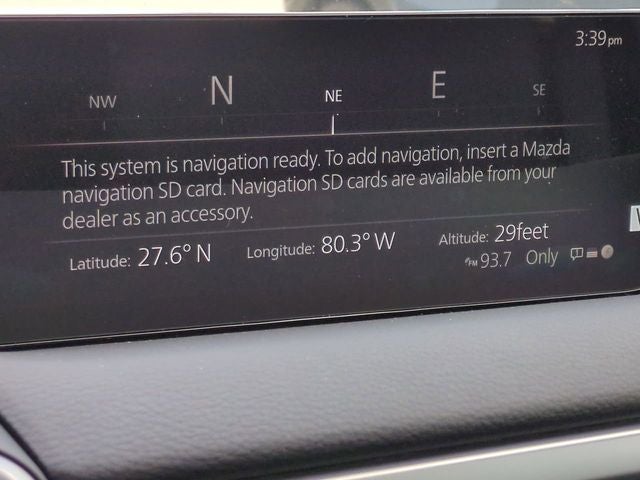 3:39pm
NW N NE E SE
This system is navigation ready. To add navigation, insert a Mazda
navigation SD card. Navigation SD cards are available from your
dealer as an accessory.
Latitude: 27.6° N Longitude: 80.3° W Altitude: 29feet
FM 93.7 Only